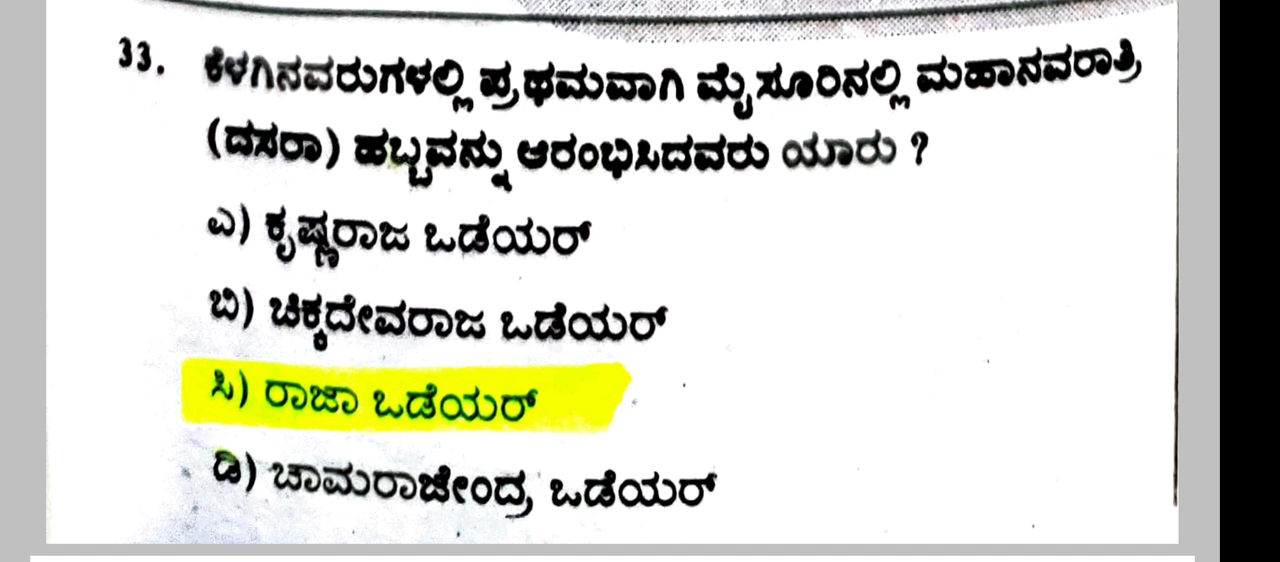 33. ಕೆಳಗಿನವರುಗಳಲ್ಲಿ ಪ್ರಥಮವಾಗಿ ಮೈಸೂರಿನಲ್ಲಿ ಮಹಾನವರಾತ್ರಿ
(ದಸರಾ) ಹಬ್ಬವನ್ನು ಆರಂಭಿಸಿದವರು ಯಾರು ?
ಎ) ಕೃಷ್ಣರಾಜ ಒಡೆಯರ್
ಬಿ) ಚಿಕ್ಕದೇವರಾಜ ಒಡೆಯರ್
ಸಿ) ರಾಜಾ ಒಡೆಯರ್
ಡಿ) ಚಾಮರಾಜೇಂದ್ರ ಒಡೆಯರ್